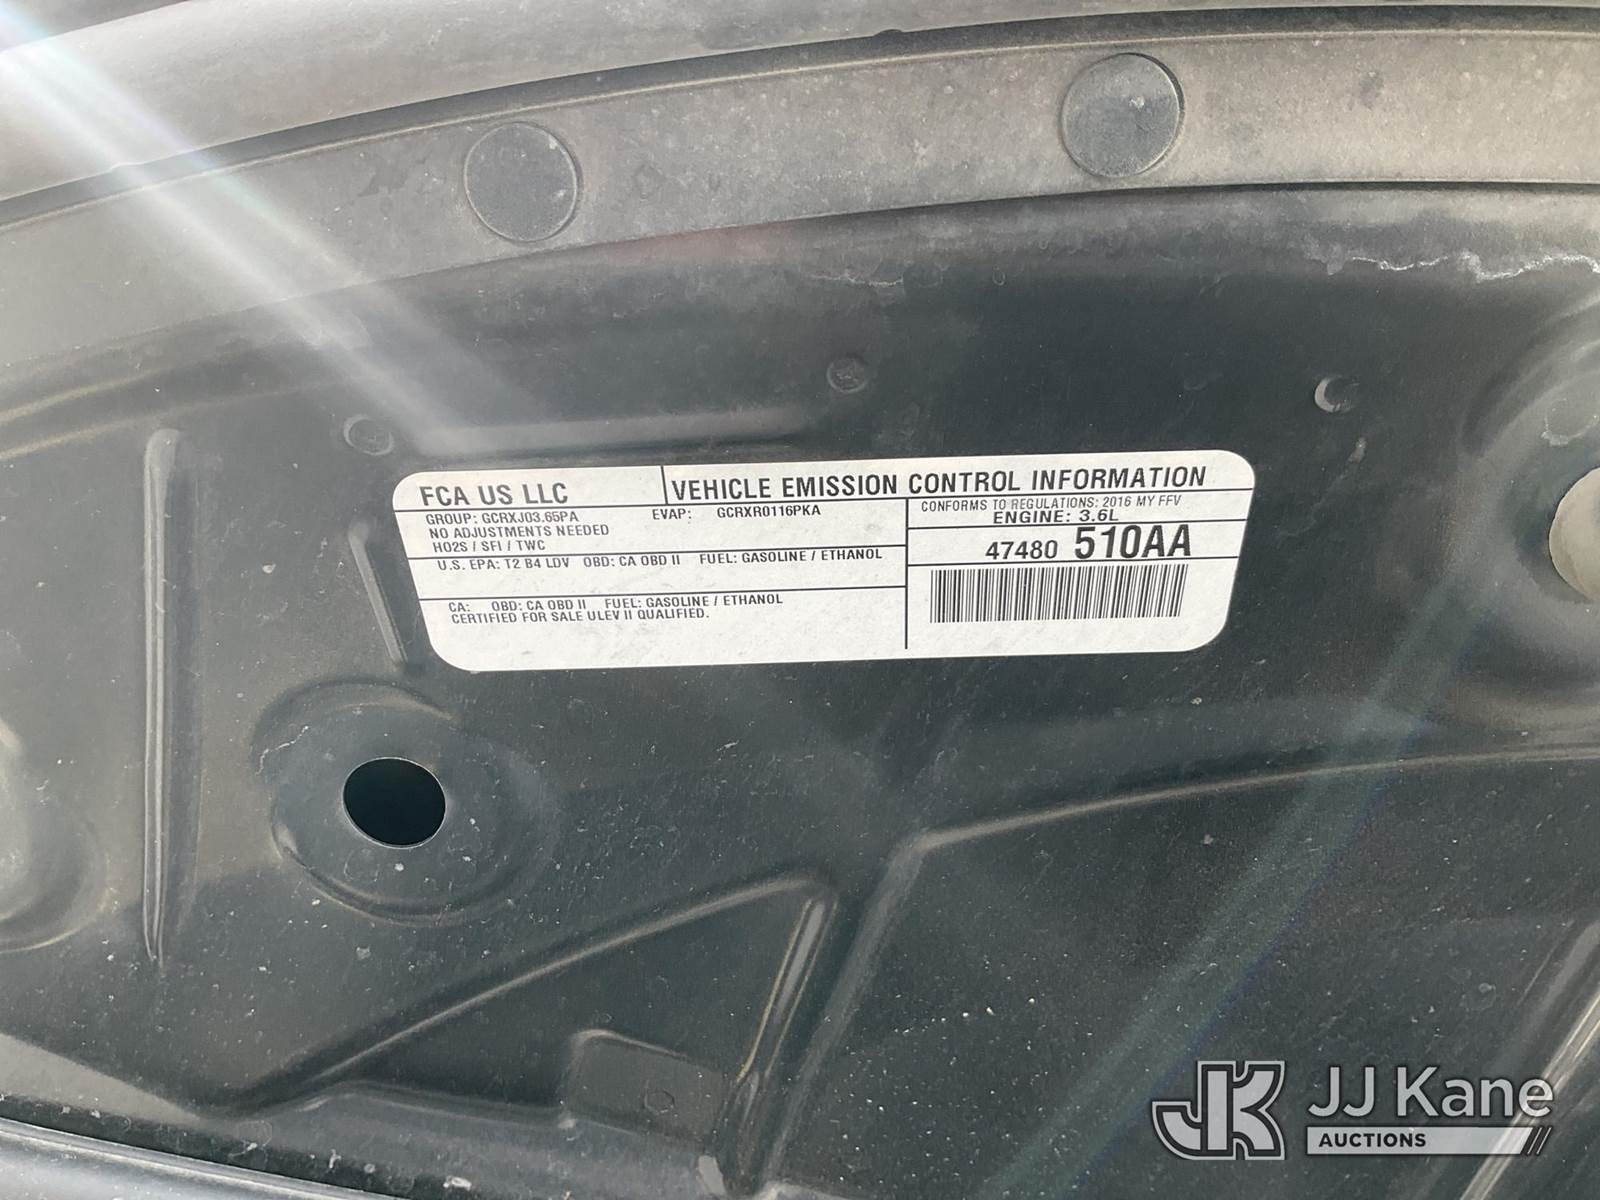 FCA US LLC
VEHICLE EMISSION CONTROL INFORMATION
GROUP: GCRXJ03.65PA EVAP: GCRXR0116PKA
NO ADJUSTMENTS NEEDED
HO2S / SFI / TWC
U.S. EPA: T2 B4 LDV OBD: CA OBD II FUEL: GASOLINE / ETHANOL
CA: OBD: CA OBD II FUEL: GASOLINE / ETHANOL
CERTIFIED FOR SALE ULEV II QUALIFIED.
CONFORMS TO REGULATIONS: 2016 MY FFV
ENGINE: 3.6L
47480 510AA
JK JJ Kane
AUCTIONS